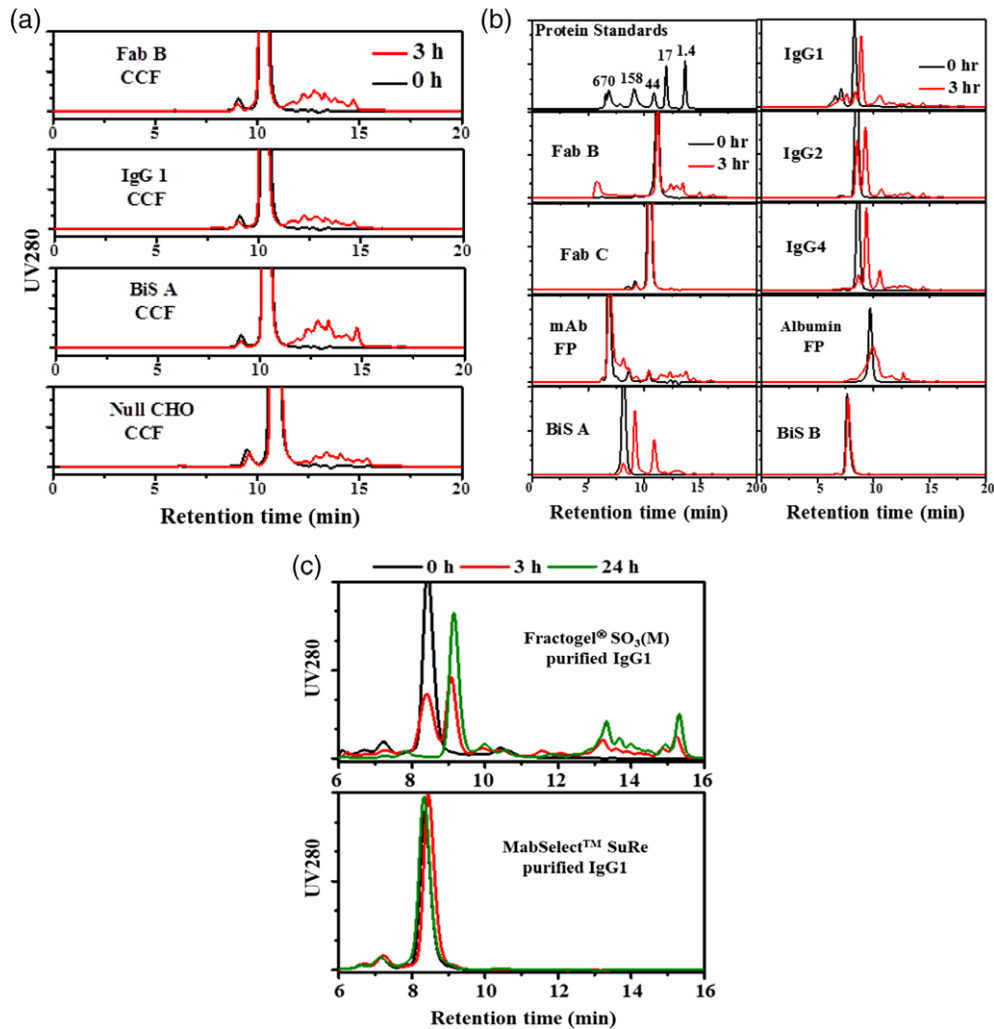 (a)
Fab B
CCF
3 h
0 h
0 5 10 15 20
IgG 1
CCF
0 5 10 15 20
BiS A
CCF
0 5 10 15 20
Null CHO
CCF
0 5 10 15 20
UV280
Retention time (min)
(b)
Protein Standards
670 158 44 17 1.4
Fab B
0 hr
3 hr
Fab C
mAb
FP
BiS A
0 5 10 15 20
Retention time (min)
IgG1
0 hr
3 hr
IgG2
IgG4
Albumin
FP
BiS B
5 10 15 20
Retention time (min)
(c)
0 h 3 h 24 h
UV280
Fractogel® SO3(M)
purified IgG1
6 8 10 12 14 16
UV280
MabSelectTM SuRe
purified IgG1
6 8 10 12 14 16
Retention time (min)